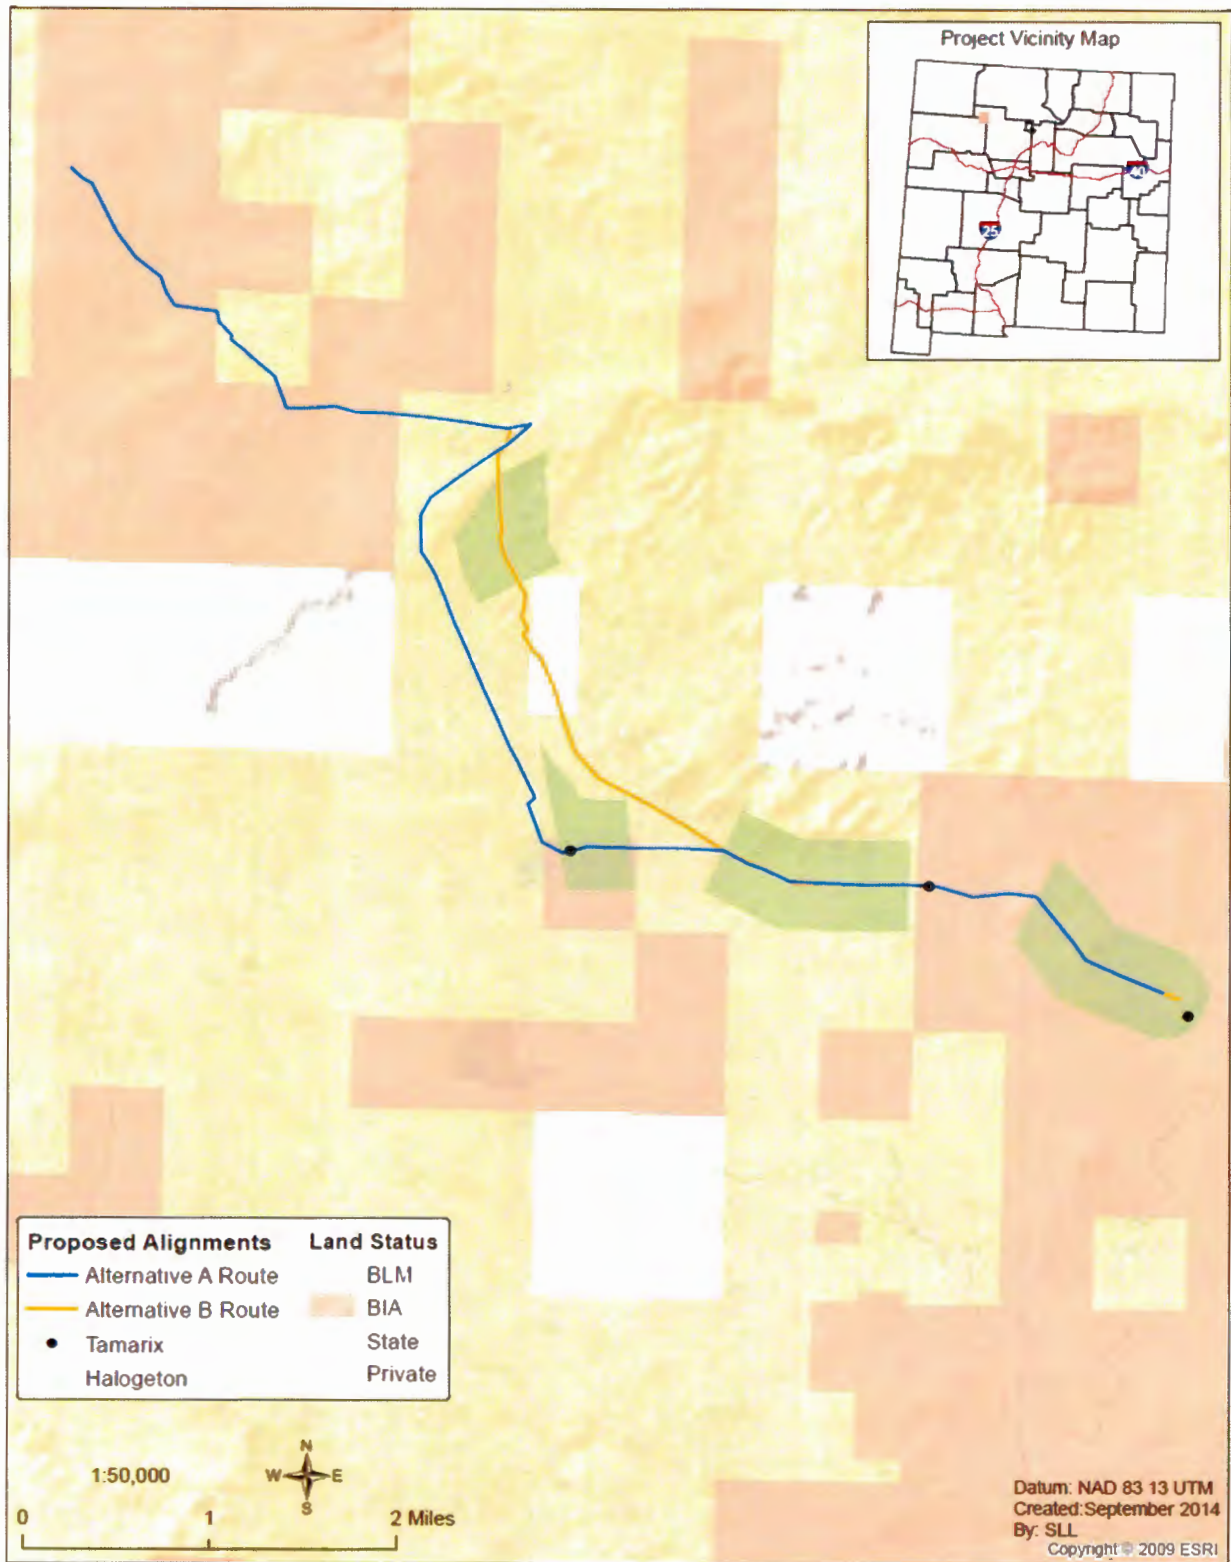 Project Vicinity Map
40
25
Proposed Alignments
Alternative A Route
Alternative B Route
Tamarix
Halogeton
Land Status
BLM
BIA
State
Private
1:50,000
N
W E
S
0 1 2 Miles
Datum: NAD 83 13 UTM
Created:September 2014
By: SLL
Copyright © 2009 ESRI